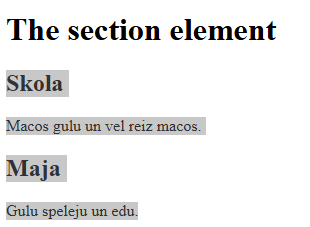 The section element
Skola
Macos gulu un vel reiz macos.
Maja
Gulu speleju un edu.